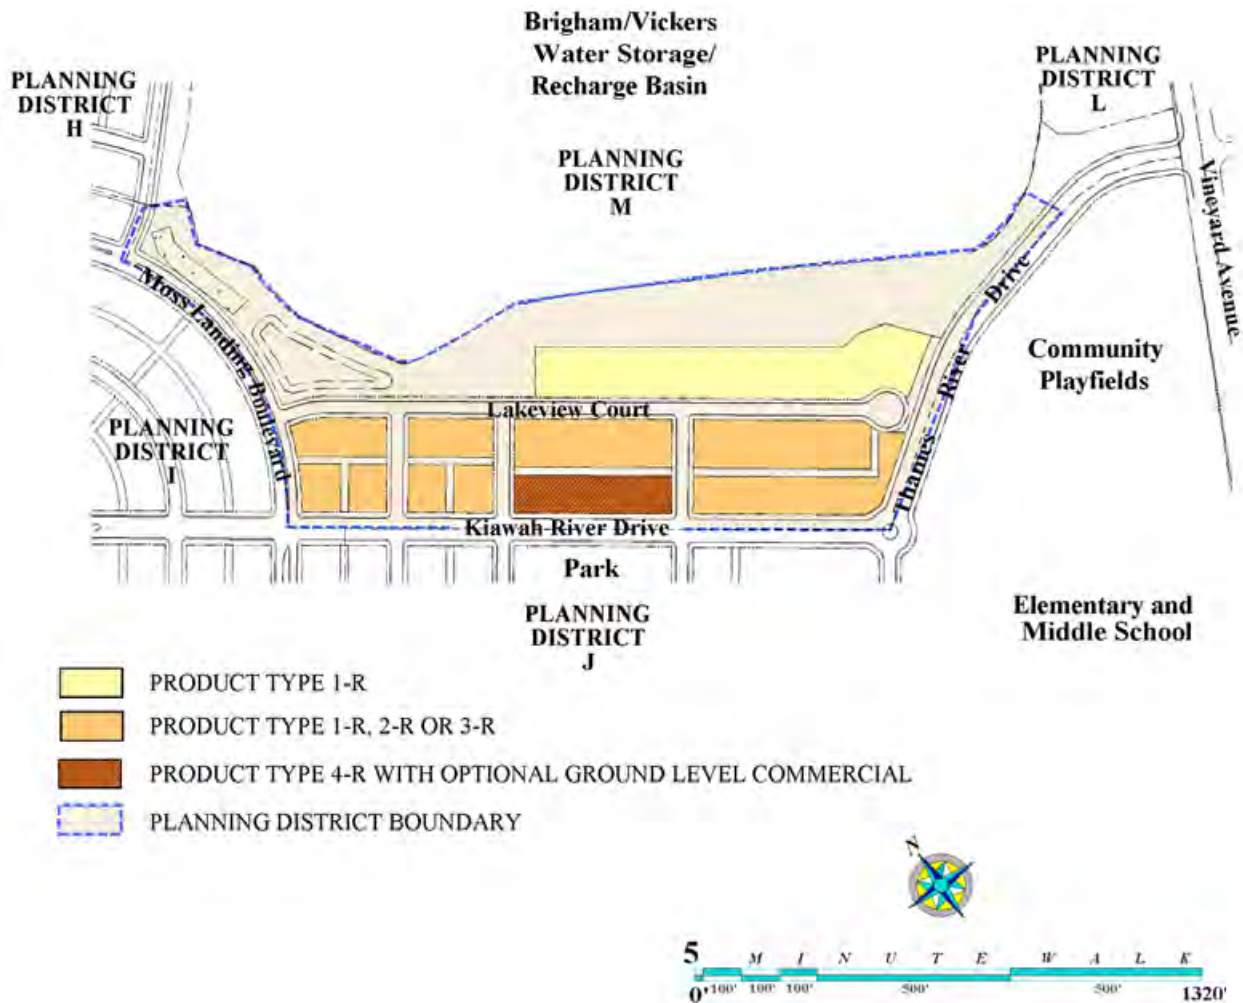 Brigham/Vickers
Water Storage/
Recharge Basin
PLANNING
DISTRICT
H
PLANNING
DISTRICT
L
PLANNING
DISTRICT
M
Vineyard Avenue
Moss Landing Boulevard
Thames River Drive
Community
Playfields
Lakeview Court
PLANNING
DISTRICT
I
Kiawah River Drive
Park
PLANNING
DISTRICT
J
Elementary and
Middle School
PRODUCT TYPE 1-R
PRODUCT TYPE 1-R, 2-R OR 3-R
PRODUCT TYPE 4-R WITH OPTIONAL GROUND LEVEL COMMERCIAL
PLANNING DISTRICT BOUNDARY
N
5 MINUTE WALK
0' 100' 100' 100' 500' 500' 1320'